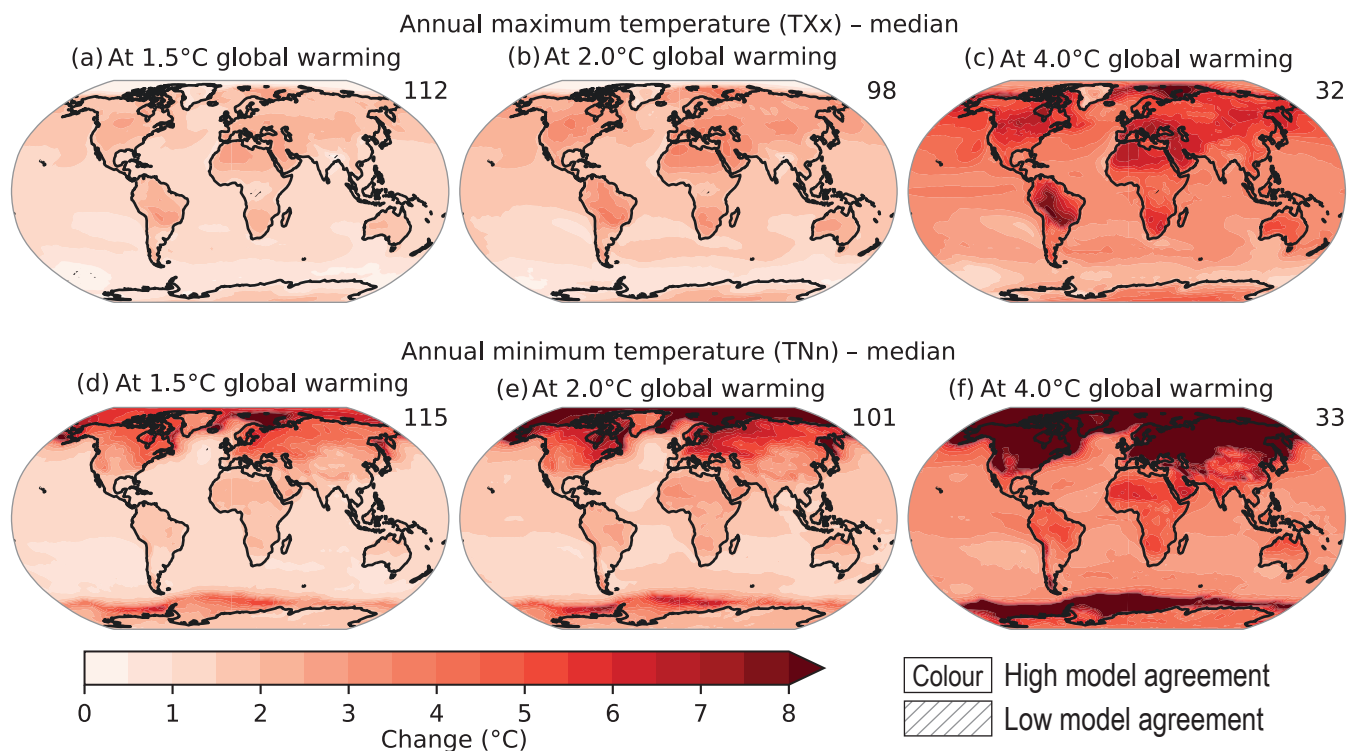 Annual maximum temperature (TXx) – median
(a) At 1.5°C global warming
112
(b) At 2.0°C global warming
98
(c) At 4.0°C global warming
32
Annual minimum temperature (TNn) – median
(d) At 1.5°C global warming
115
(e) At 2.0°C global warming
101
(f) At 4.0°C global warming
33
0 1 2 3 4 5 6 7 8
Change (°C)
Colour High model agreement
Low model agreement